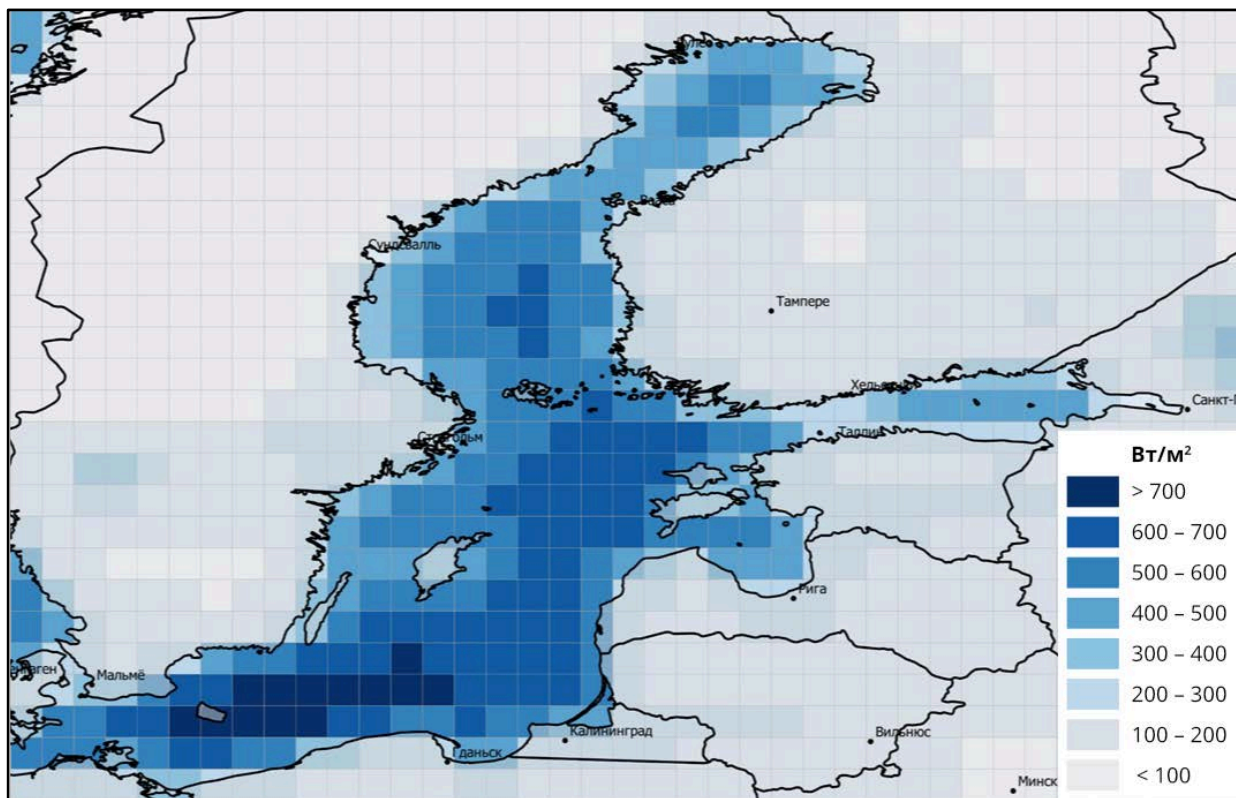 Сундсвалль
Тампере
Хельсинки
Санкт-П
Стокгольм
Таллин
Вт/м²
> 700
600 – 700
500 – 600
400 – 500
300 – 400
200 – 300
100 – 200
< 100
Рига
Мальмё
Калининград
Вильнюс
Гданьск
Минск